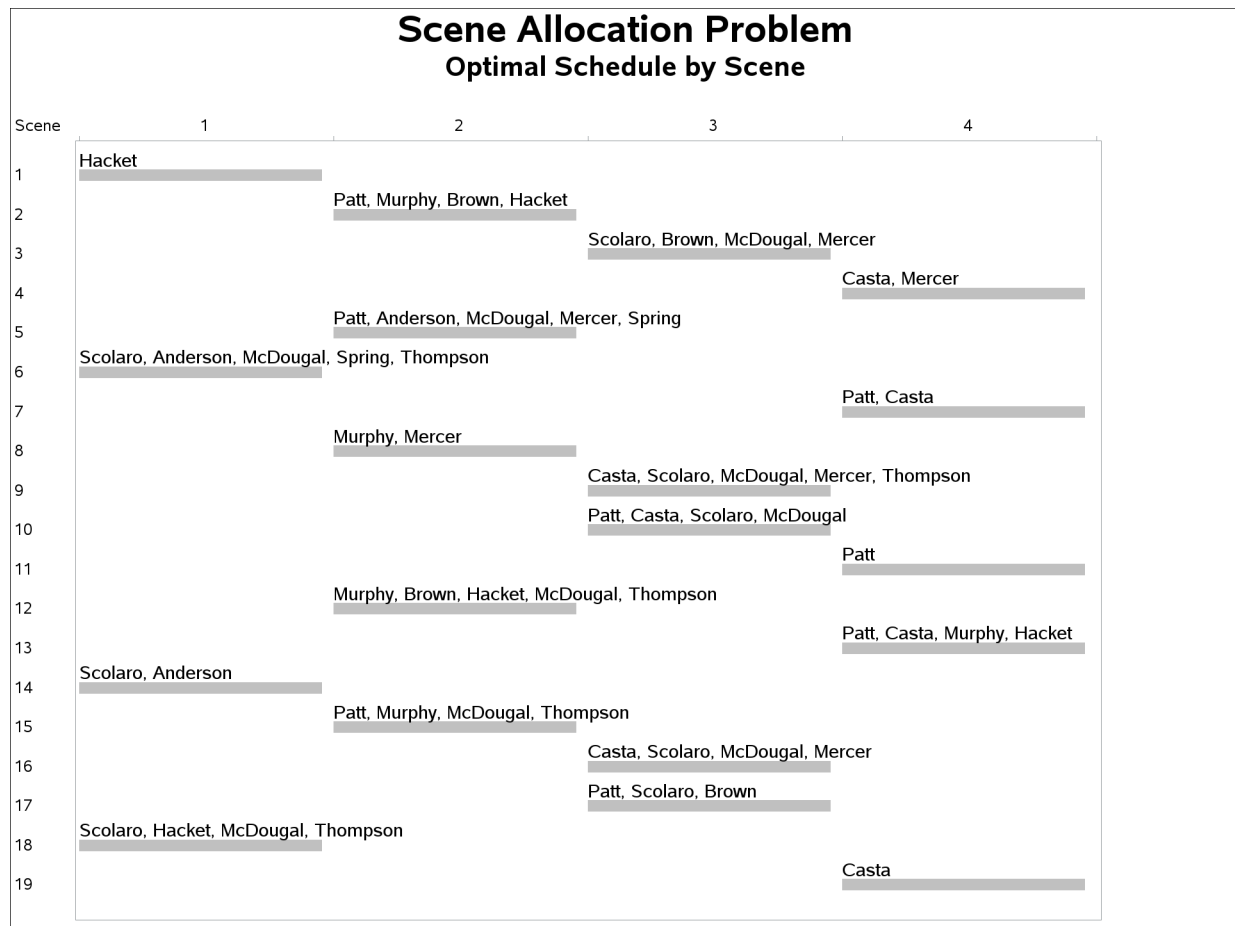 Scene Allocation Problem
Optimal Schedule by Scene
Scene 1 2 3 4
Hacket
1
Patt, Murphy, Brown, Hacket
2
Scolaro, Brown, McDougal, Mercer
3
Casta, Mercer
4
Patt, Anderson, McDougal, Mercer, Spring
5
Scolaro, Anderson, McDougal, Spring, Thompson
6
Patt, Casta
7
Murphy, Mercer
8
Casta, Scolaro, McDougal, Mercer, Thompson
9
Patt, Casta, Scolaro, McDougal
10
Patt
11
Murphy, Brown, Hacket, McDougal, Thompson
12
Patt, Casta, Murphy, Hacket
13
Scolaro, Anderson
14
Patt, Murphy, McDougal, Thompson
15
Casta, Scolaro, McDougal, Mercer
16
Patt, Scolaro, Brown
17
Scolaro, Hacket, McDougal, Thompson
18
Casta
19